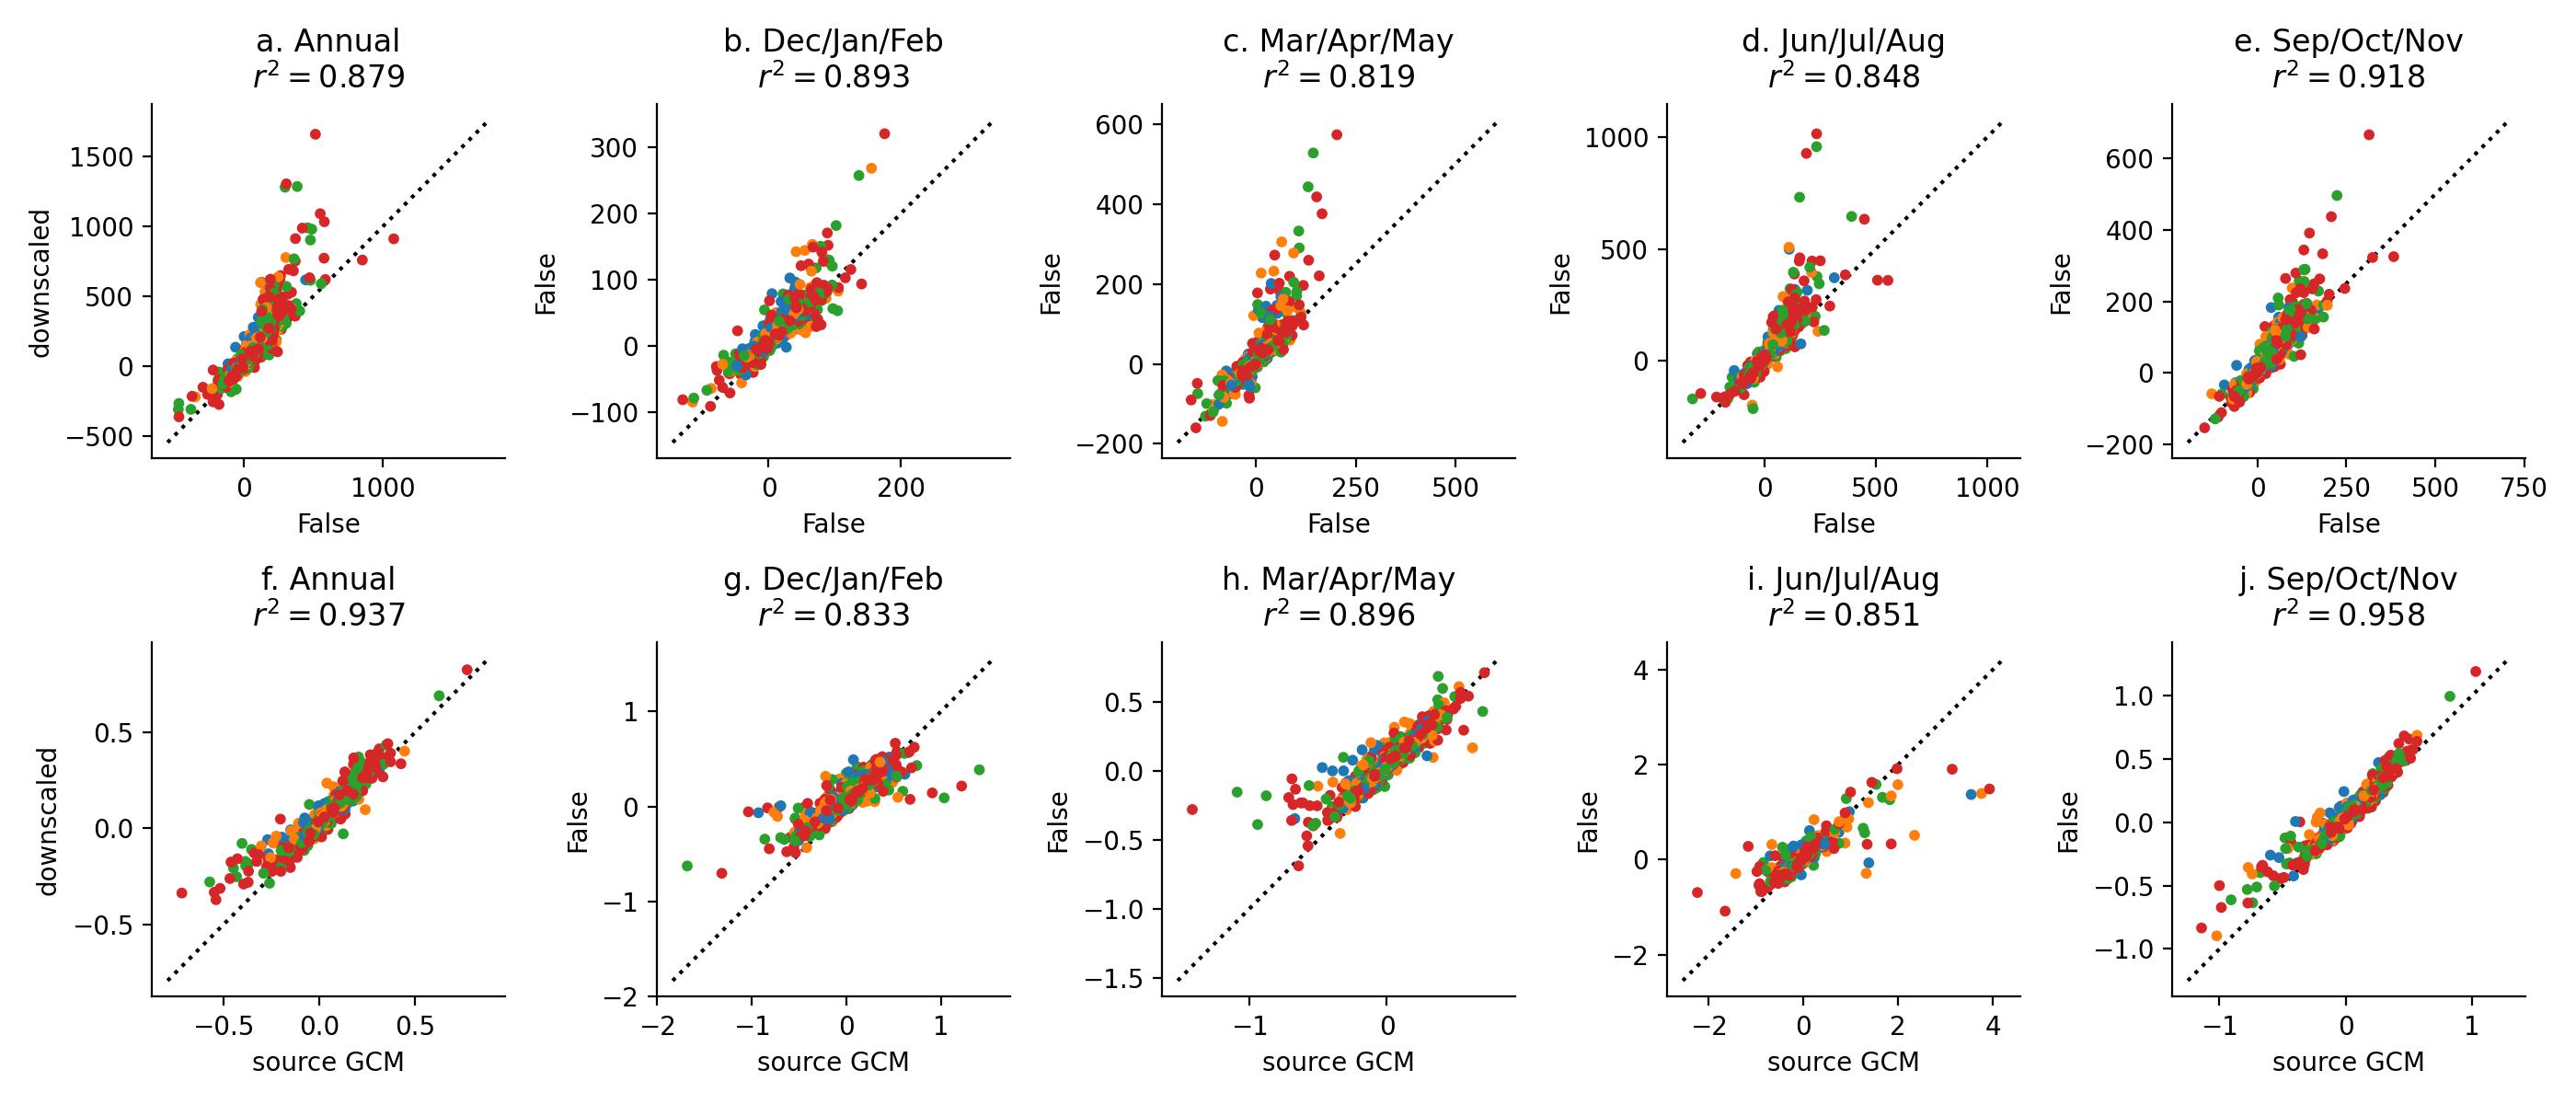 a. Annual
r² = 0.879
b. Dec/Jan/Feb
r² = 0.893
c. Mar/Apr/May
r² = 0.819
d. Jun/Jul/Aug
r² = 0.848
e. Sep/Oct/Nov
r² = 0.918
downscaled
1500
1000
500
0
−500
0
1000
False
False
300
200
100
0
−100
0
200
False
False
600
400
200
0
−200
0
250
500
False
False
1000
500
0
0
500
1000
False
False
600
400
200
0
−200
0
250
500
750
False
f. Annual
r² = 0.937
g. Dec/Jan/Feb
r² = 0.833
h. Mar/Apr/May
r² = 0.896
i. Jun/Jul/Aug
r² = 0.851
j. Sep/Oct/Nov
r² = 0.958
downscaled
0.5
0.0
−0.5
−0.5
0.0
0.5
source GCM
False
1
0
−1
−2
−2
−1
0
1
source GCM
False
0.5
0.0
−0.5
−1.0
−1.5
−1
0
source GCM
False
4
2
0
−2
−2
0
2
4
source GCM
False
1.0
0.5
0.0
−0.5
−1.0
−1
0
1
source GCM